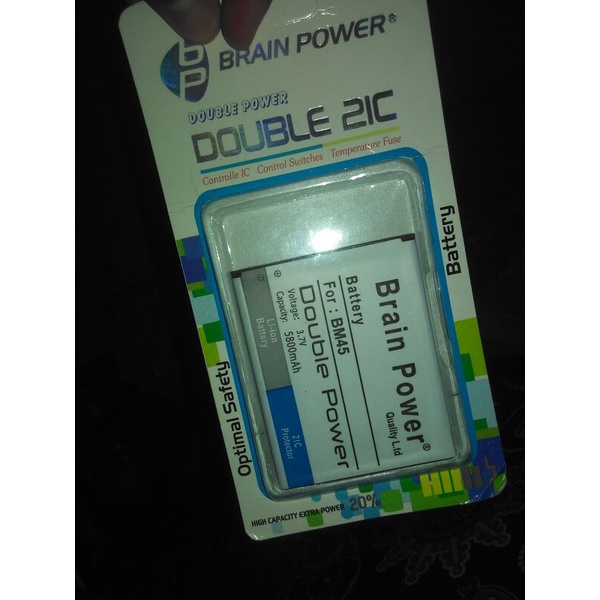 bp
BRAIN POWER®
DOUBLE POWER
DOUBLE 2IC
Controlle IC Control Switches Temperature Fuse
Battery
Optimal Safety
Brain Power®
Quality L.td
Battery
For : BM45
Double Power
Voltage: 3.7V
Capacity: 5800mAh
Li-Ion
Battery
2IC
Protector
HIGH CAPACITY EXTRA POWER 20%